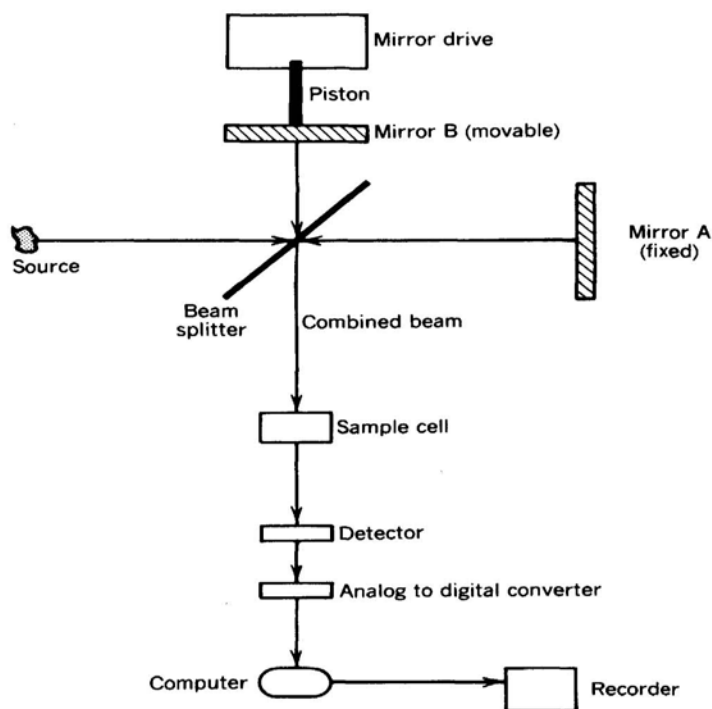 Mirror drive
Piston
Mirror B (movable)
Mirror A
(fixed)
Source
Beam
splitter
Combined beam
Sample cell
Detector
Analog to digital converter
Computer
Recorder